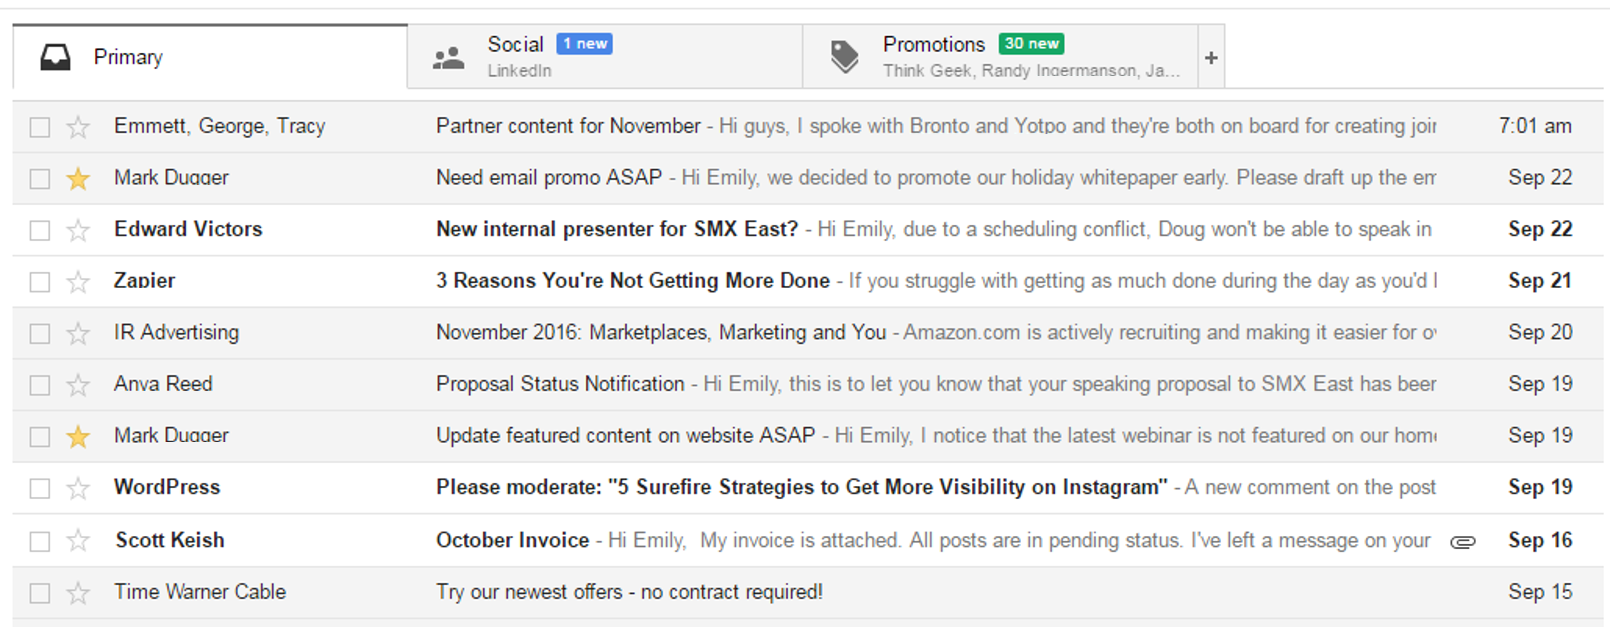 Primary
Social 1 new
LinkedIn
Promotions 30 new
Think Geek, Randy Ingermanson, Ja...
+
Emmett, George, Tracy Partner content for November - Hi guys, I spoke with Bronto and Yotpo and they're both on board for creating join 7:01 am
Mark Dugger Need email promo ASAP - Hi Emily, we decided to promote our holiday whitepaper early. Please draft up the em Sep 22
Edward Victors New internal presenter for SMX East? - Hi Emily, due to a scheduling conflict, Doug won't be able to speak in Sep 22
Zapier 3 Reasons You're Not Getting More Done - If you struggle with getting as much done during the day as you'd Sep 21
IR Advertising November 2016: Marketplaces, Marketing and You - Amazon.com is actively recruiting and making it easier for Sep 20
Anva Reed Proposal Status Notification - Hi Emily, this is to let you know that your speaking proposal to SMX East has been Sep 19
Mark Dugger Update featured content on website ASAP - Hi Emily, I notice that the latest webinar is not featured on our home Sep 19
WordPress Please moderate: "5 Surefire Strategies to Get More Visibility on Instagram" - A new comment on the post Sep 19
Scott Keish October Invoice - Hi Emily, My invoice is attached. All posts are in pending status. I've left a message on your Sep 16
Time Warner Cable Try our newest offers - no contract required! Sep 15